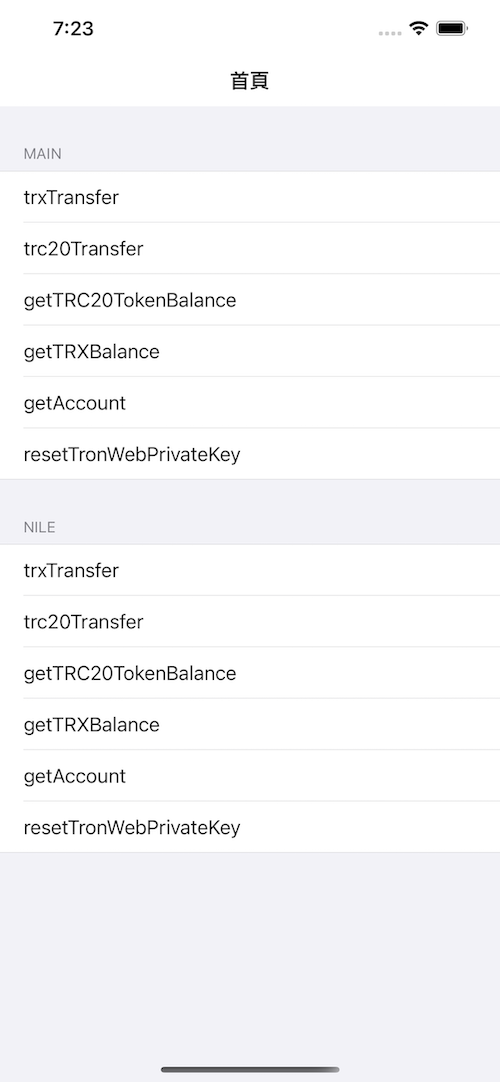 7:23
首頁
MAIN
trxTransfer
trc20Transfer
getTRC20TokenBalance
getTRXBalance
getAccount
resetTronWebPrivateKey
NILE
trxTransfer
trc20Transfer
getTRC20TokenBalance
getTRXBalance
getAccount
resetTronWebPrivateKey